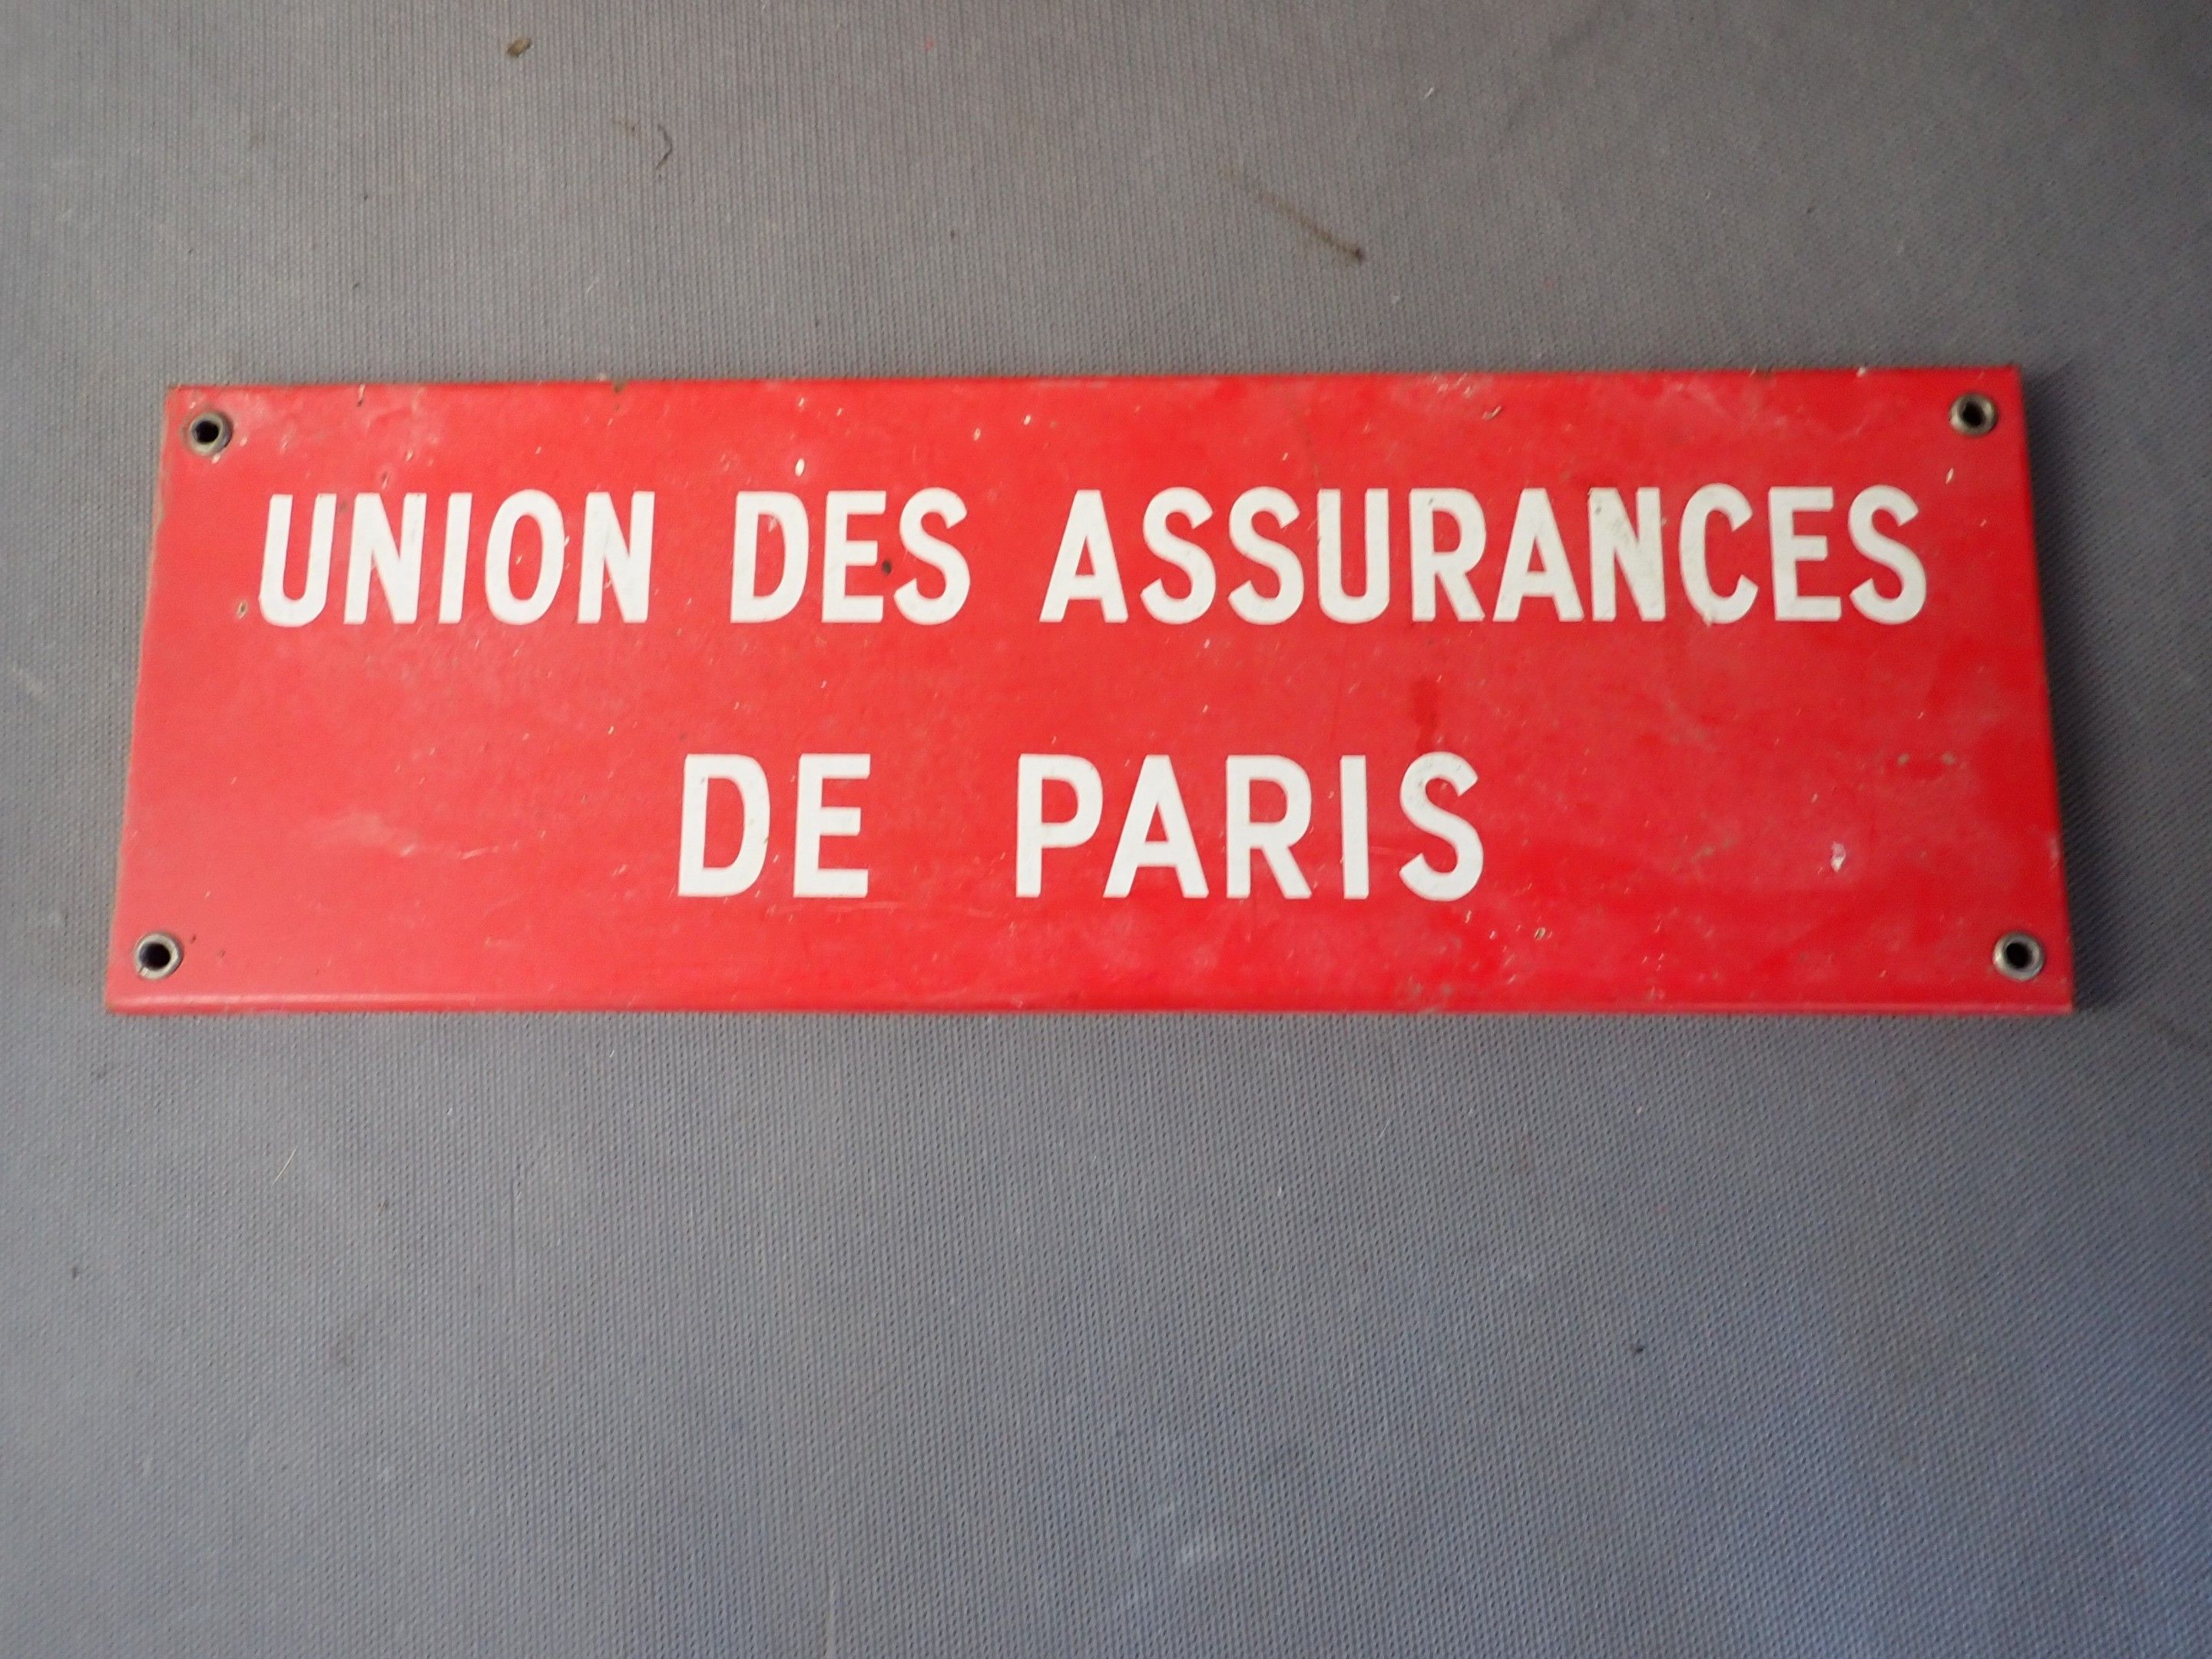 UNION DES ASSURANCES
DE PARIS